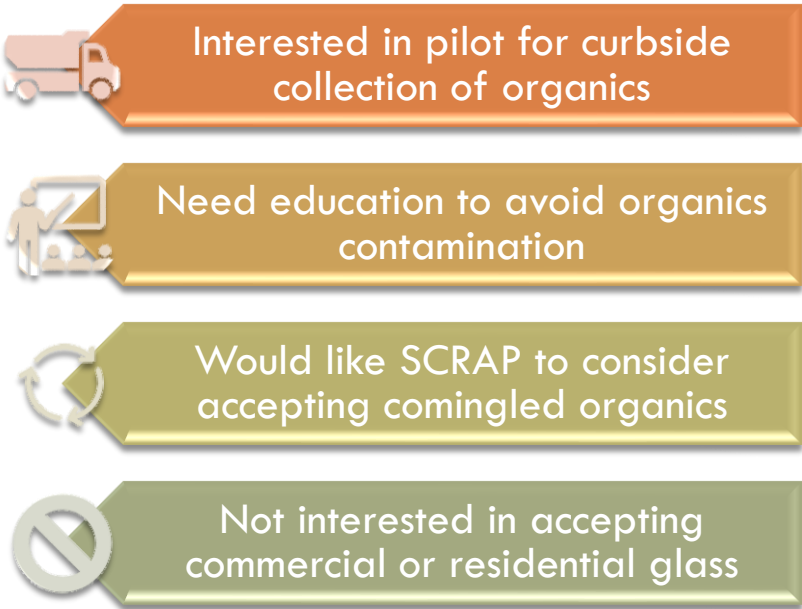 Interested in pilot for curbside
collection of organics
Need education to avoid organics
contamination
Would like SCRAP to consider
accepting comingled organics
Not interested in accepting
commercial or residential glass